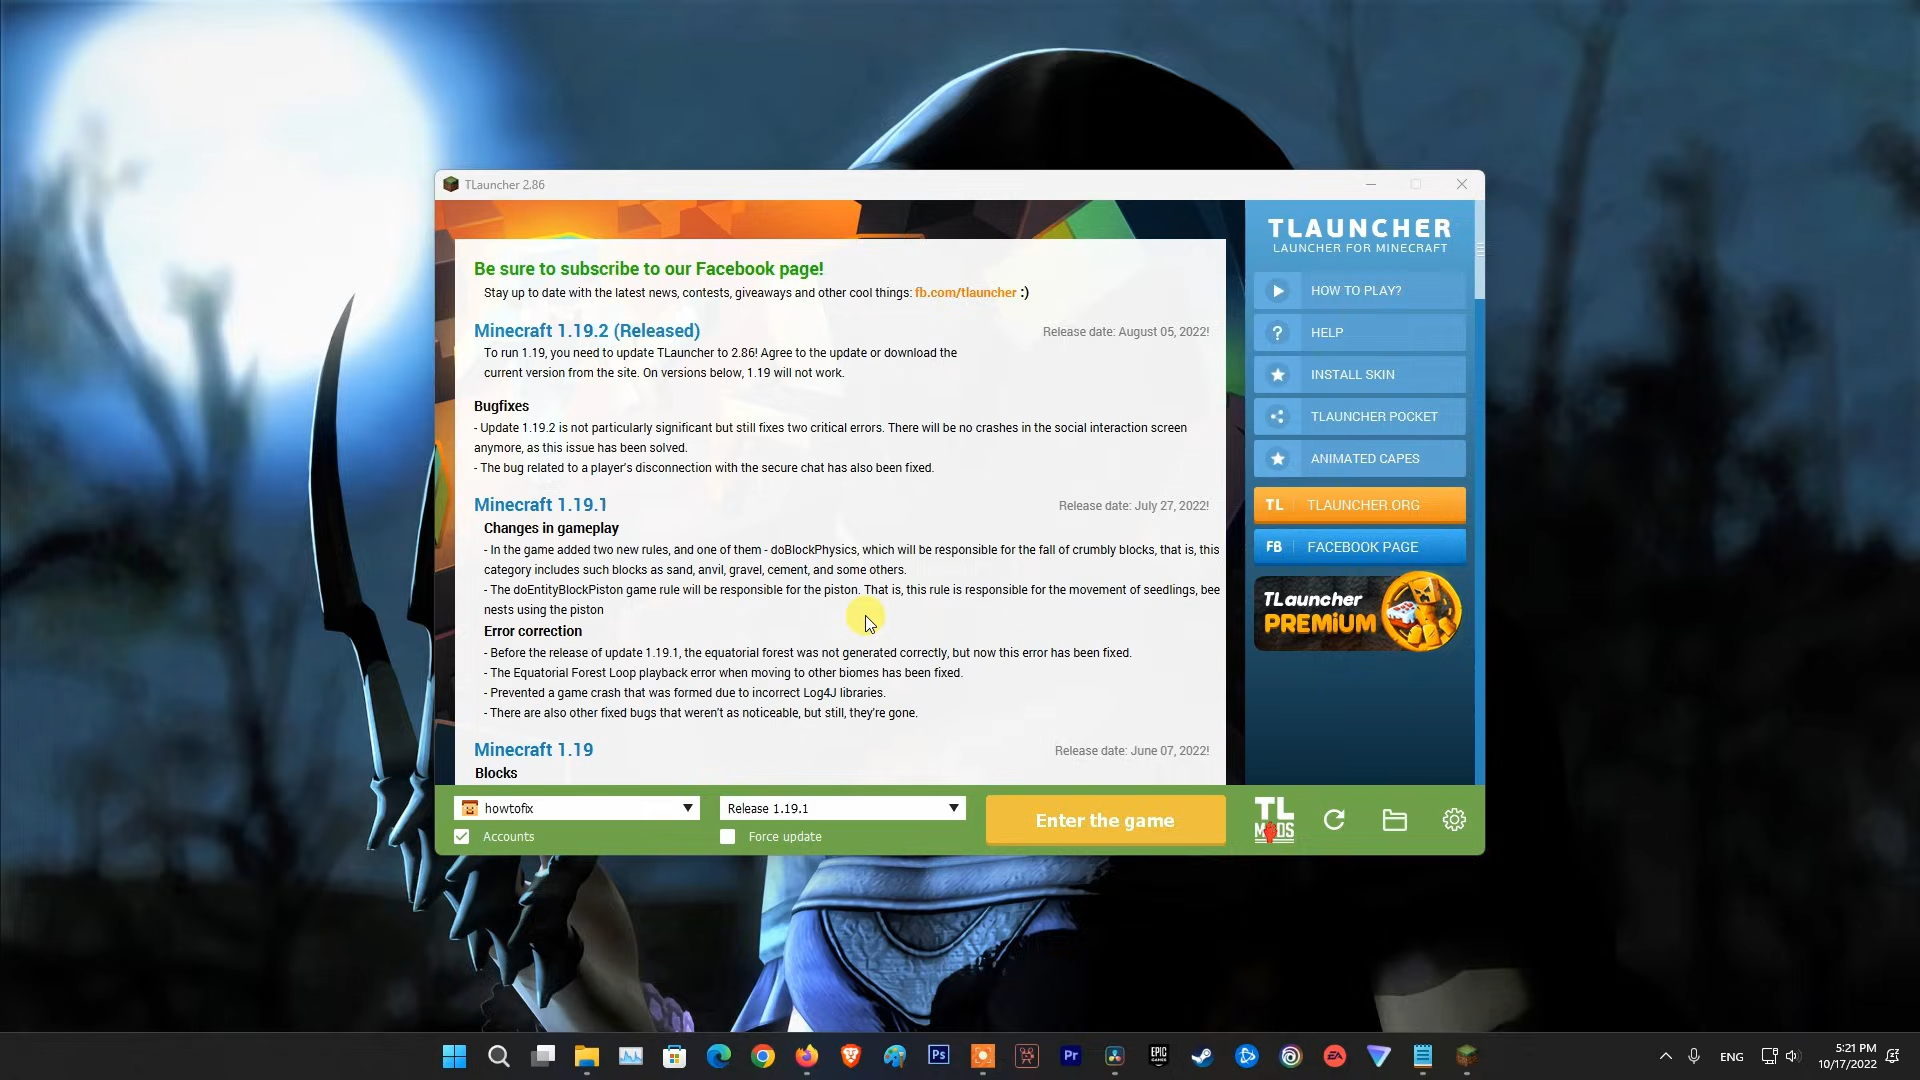 TLauncher 2.86
Be sure to subscribe to our Facebook page!
Stay up to date with the latest news, contests, giveaways and other cool things: fb.com/tlauncher :)
Minecraft 1.19.2 (Released)
Release date: August 05, 2022!
To run 1.19, you need to update TLauncher to 2.86! Agree to the update or download the
current version from the site. On versions below, 1.19 will not work.
Bugfixes
- Update 1.19.2 is not particularly significant but still fixes two critical errors. There will be no crashes in the social interaction screen
anymore, as this issue has been solved.
- The bug related to a player's disconnection with the secure chat has also been fixed.
Minecraft 1.19.1
Release date: July 27, 2022!
Changes in gameplay
- In the game added two new rules, and one of them - doBlockPhysics, which will be responsible for the fall of crumbly blocks, that is, this
category includes such blocks as sand, anvil, gravel, cement, and some others.
- The doEntityBlockPiston game rule will be responsible for the piston. That is, this rule is responsible for the movement of seedlings, bee
nests using the piston
Error correction
- Before the release of update 1.19.1, the equatorial forest was not generated correctly, but now this error has been fixed.
- The Equatorial Forest Loop playback error when moving to other biomes has been fixed.
- Prevented a game crash that was formed due to incorrect Log4J libraries.
- There are also other fixed bugs that weren't as noticeable, but still, they're gone.
Minecraft 1.19
Release date: June 07, 2022!
Blocks
TLAUNCHER
LAUNCHER FOR MINECRAFT
HOW TO PLAY?
? HELP
INSTALL SKIN
TLAUNCHER POCKET
ANIMATED CAPES
TL TLAUNCHER.ORG
FB FACEBOOK PAGE
TLauncher
PREMiUM
howtofix
Release 1.19.1
Accounts
Force update
Enter the game
TL
MODS
Ps
Pr
EPIC
GAMES
EA
ENG
5:21 PM
10/17/2022